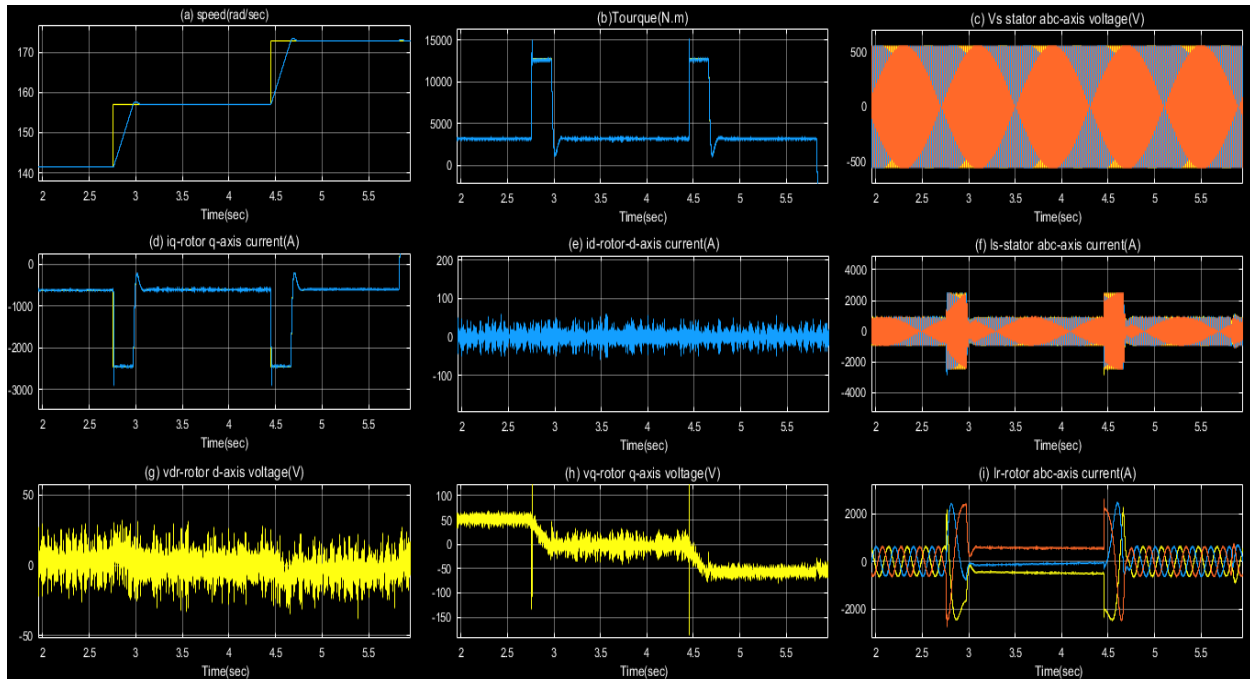 (a) speed(rad/sec)
170
160
150
140
2 2.5 3 3.5 4 4.5 5 5.5
Time(sec)
(b)Tourque(N.m)
15000
10000
5000
0
2 2.5 3 3.5 4 4.5 5 5.5
Time(sec)
(c) Vs stator abc-axis voltage(V)
500
0
-500
2 2.5 3 3.5 4 4.5 5 5.5
Time(sec)
(d) iq-rotor q-axis current(A)
0
-1000
-2000
-3000
2 2.5 3 3.5 4 4.5 5 5.5
Time(sec)
(e) id-rotor-d-axis current(A)
200
100
0
-100
2 2.5 3 3.5 4 4.5 5 5.5
Time(sec)
(f) Is-stator abc-axis current(A)
4000
2000
0
-2000
-4000
2 2.5 3 3.5 4 4.5 5 5.5
Time(sec)
(g) vdr-rotor d-axis voltage(V)
50
0
-50
2 2.5 3 3.5 4 4.5 5 5.5
Time(sec)
(h) vq-rotor q-axis voltage(V)
100
50
0
-50
-100
-150
2 2.5 3 3.5 4 4.5 5 5.5
Time(sec)
(i) Ir-rotor abc-axis current(A)
2000
0
-2000
2 2.5 3 3.5 4 4.5 5 5.5
Time(sec)